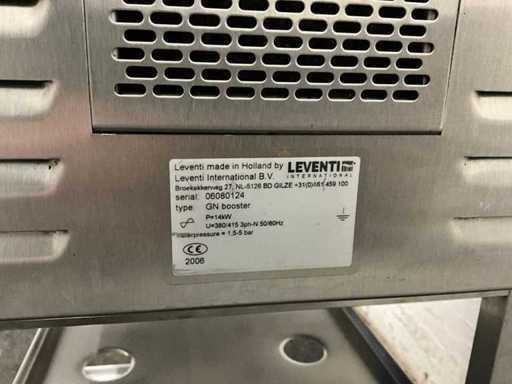 Leventi made in Holland by LEVENTI
Leventi International B.V. INTERNATIONAL
Broekakkerweg 27, NL-5126 BD GILZE +31(0)161 459 100
serial: 06080124
type: GN booster
P=14kW
U=380/415 3ph-N 50/60Hz
waterpressure = 1,5-5 bar
CE
2006